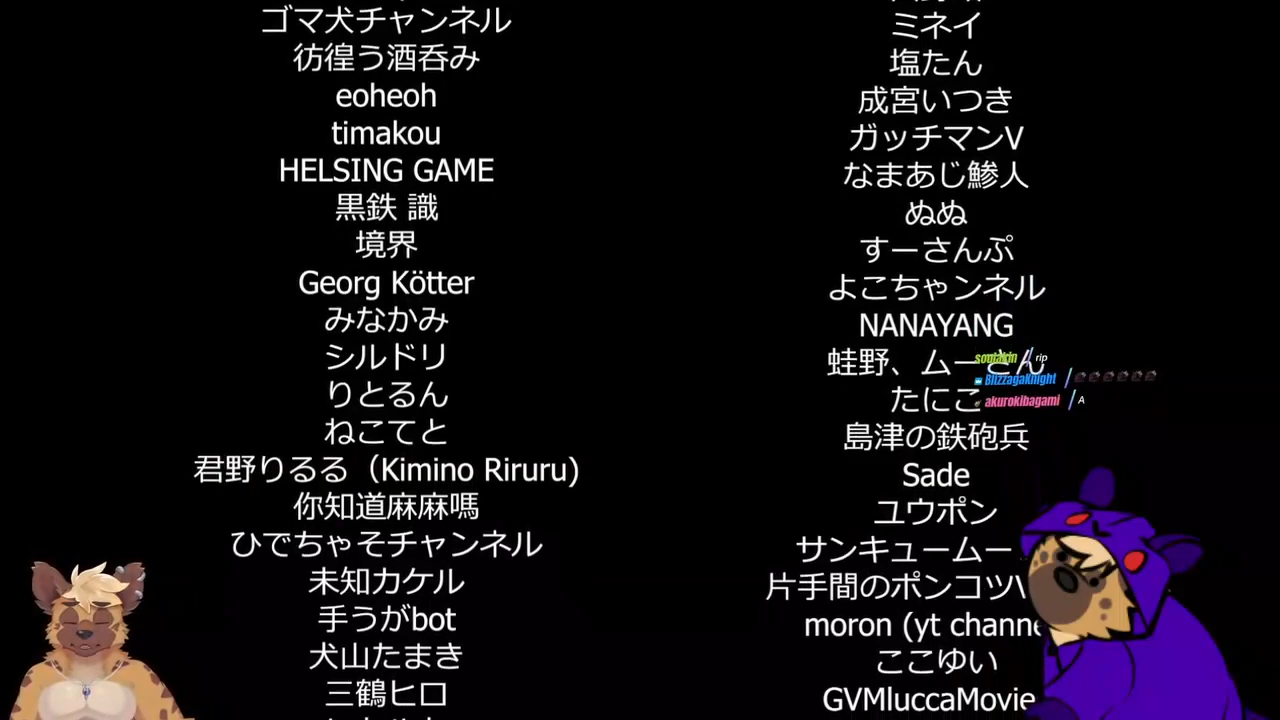 ゴマ犬チャンネル
彷徨う酒呑み
eoheoh
timakou
HELSING GAME
黒鉄 識
境界
Georg Kötter
みなかみ
シルドリ
りとるん
ねこてと
君野りるる（Kimino Riruru)
你知道麻麻嗎
ひでちゃそチャンネル
未知カケル
手うがbot
犬山たまき
三鶴ヒロ
ミネイ
塩たん
成宮いつき
ガッチマンV
なまあじ鯵人
ぬぬ
すーさんぷ
よこちゃンネル
NANAYANG
蛙野、ムーさん
たにこ
島津の鉄砲兵
Sade
ユウポン
サンキュームー
片手間のポンコツV
moron (yt channe
ここゆい
GVMluccaMovie
soulakin / rip
BlizzagaKnight /
akurokibagami / A